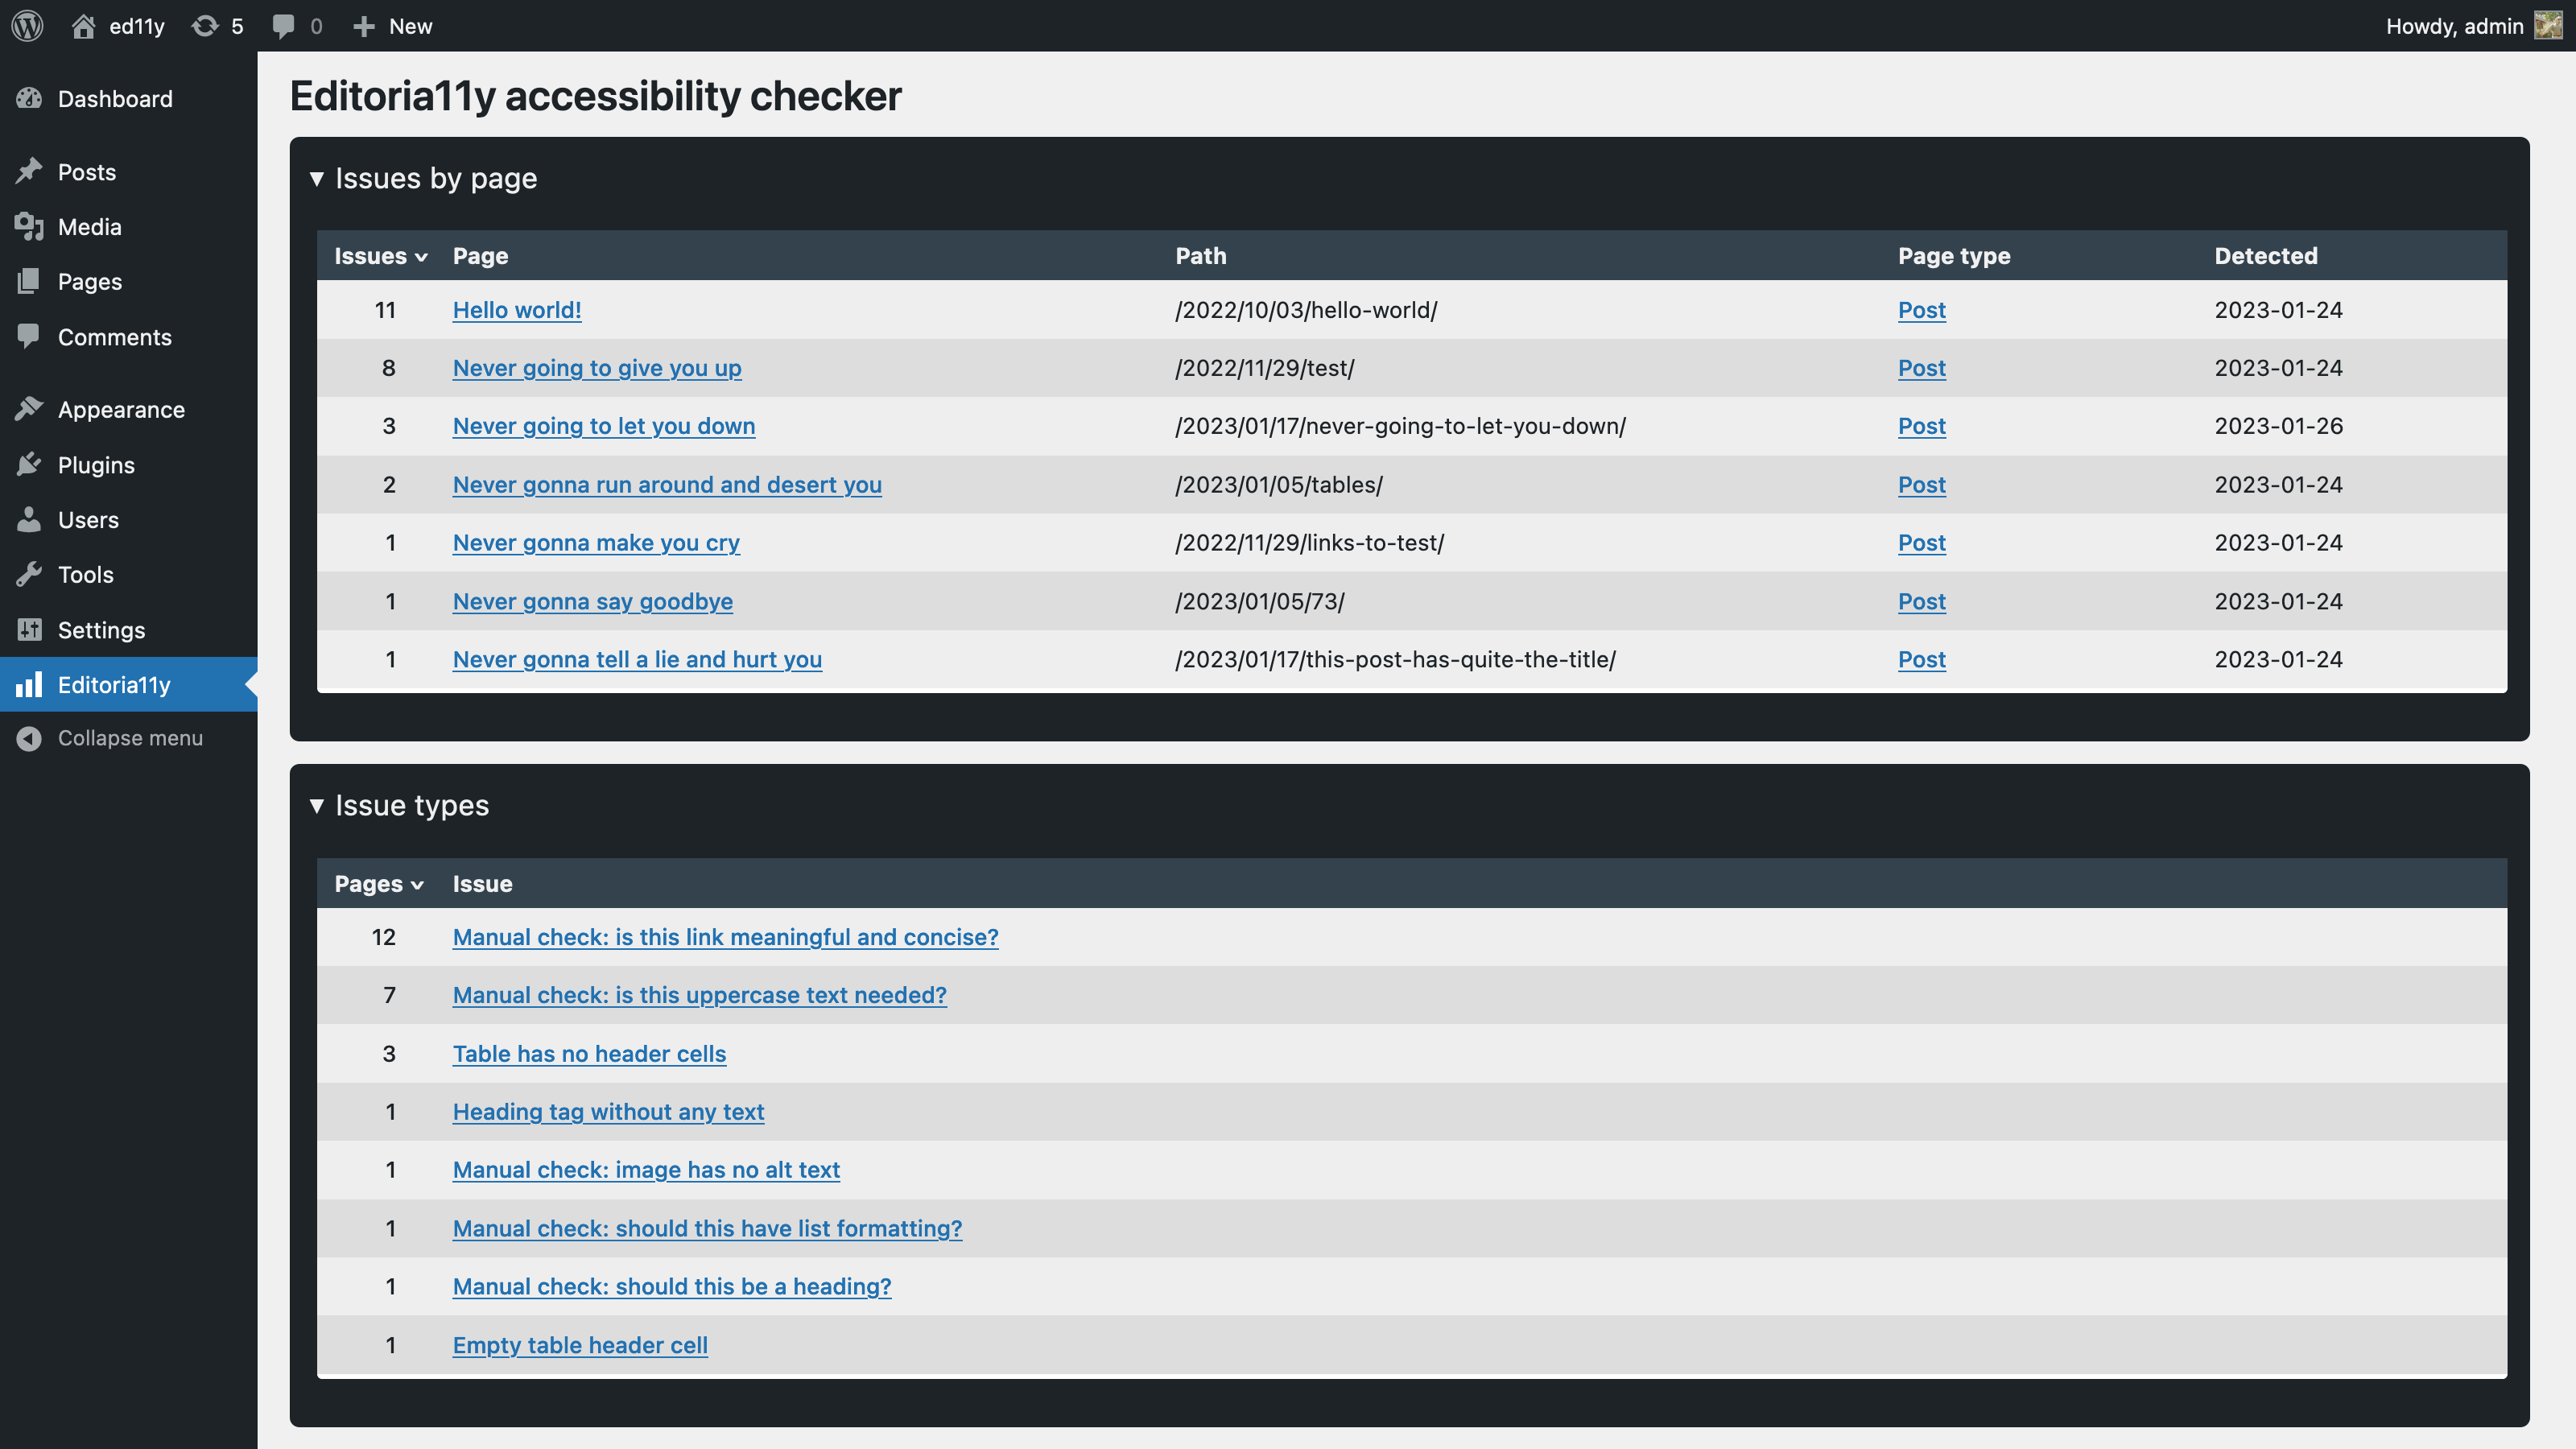 ed11y 5 0 New Howdy, admin
Dashboard
Posts
Media
Pages
Comments
Appearance
Plugins
Users
Tools
Settings
Editoria11y
Collapse menu
Editoria11y accessibility checker
Issues by page
Issues Page Path Page type Detected
11 Hello world! /2022/10/03/hello-world/ Post 2023-01-24
8 Never going to give you up /2022/11/29/test/ Post 2023-01-24
3 Never going to let you down /2023/01/17/never-going-to-let-you-down/ Post 2023-01-26
2 Never gonna run around and desert you /2023/01/05/tables/ Post 2023-01-24
1 Never gonna make you cry /2022/11/29/links-to-test/ Post 2023-01-24
1 Never gonna say goodbye /2023/01/05/73/ Post 2023-01-24
1 Never gonna tell a lie and hurt you /2023/01/17/this-post-has-quite-the-title/ Post 2023-01-24
Issue types
Pages Issue
12 Manual check: is this link meaningful and concise?
7 Manual check: is this uppercase text needed?
3 Table has no header cells
1 Heading tag without any text
1 Manual check: image has no alt text
1 Manual check: should this have list formatting?
1 Manual check: should this be a heading?
1 Empty table header cell